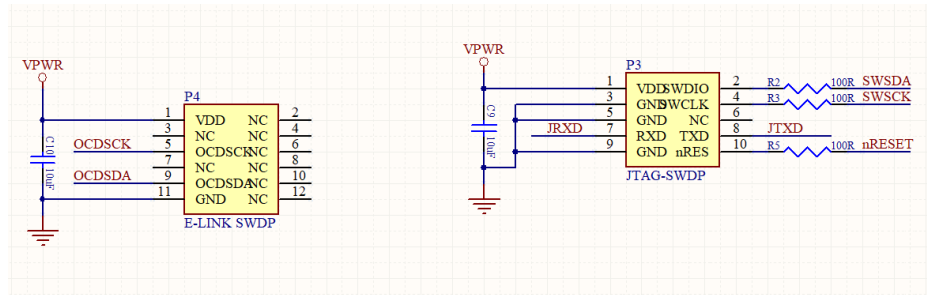 VPWR
P4
1 VDD NC 2
3 NC NC 4
OCDSCK 5 OCDSCK NC 6
7 NC NC 8
OCDSDA 9 OCDSDA NC 10
11 GND NC 12
C10 10uF
E-LINK SWDP
VPWR
P3
1 VDD SWDIO 2 R2 100R SWSDA
3 GND SWCLK 4 R3 100R SWSCK
5 GND NC 6
JRXD 7 RXD TXD 8 JTXD
9 GND nRES 10 R5 100R nRESET
C9 10uF
JTAG-SWDP